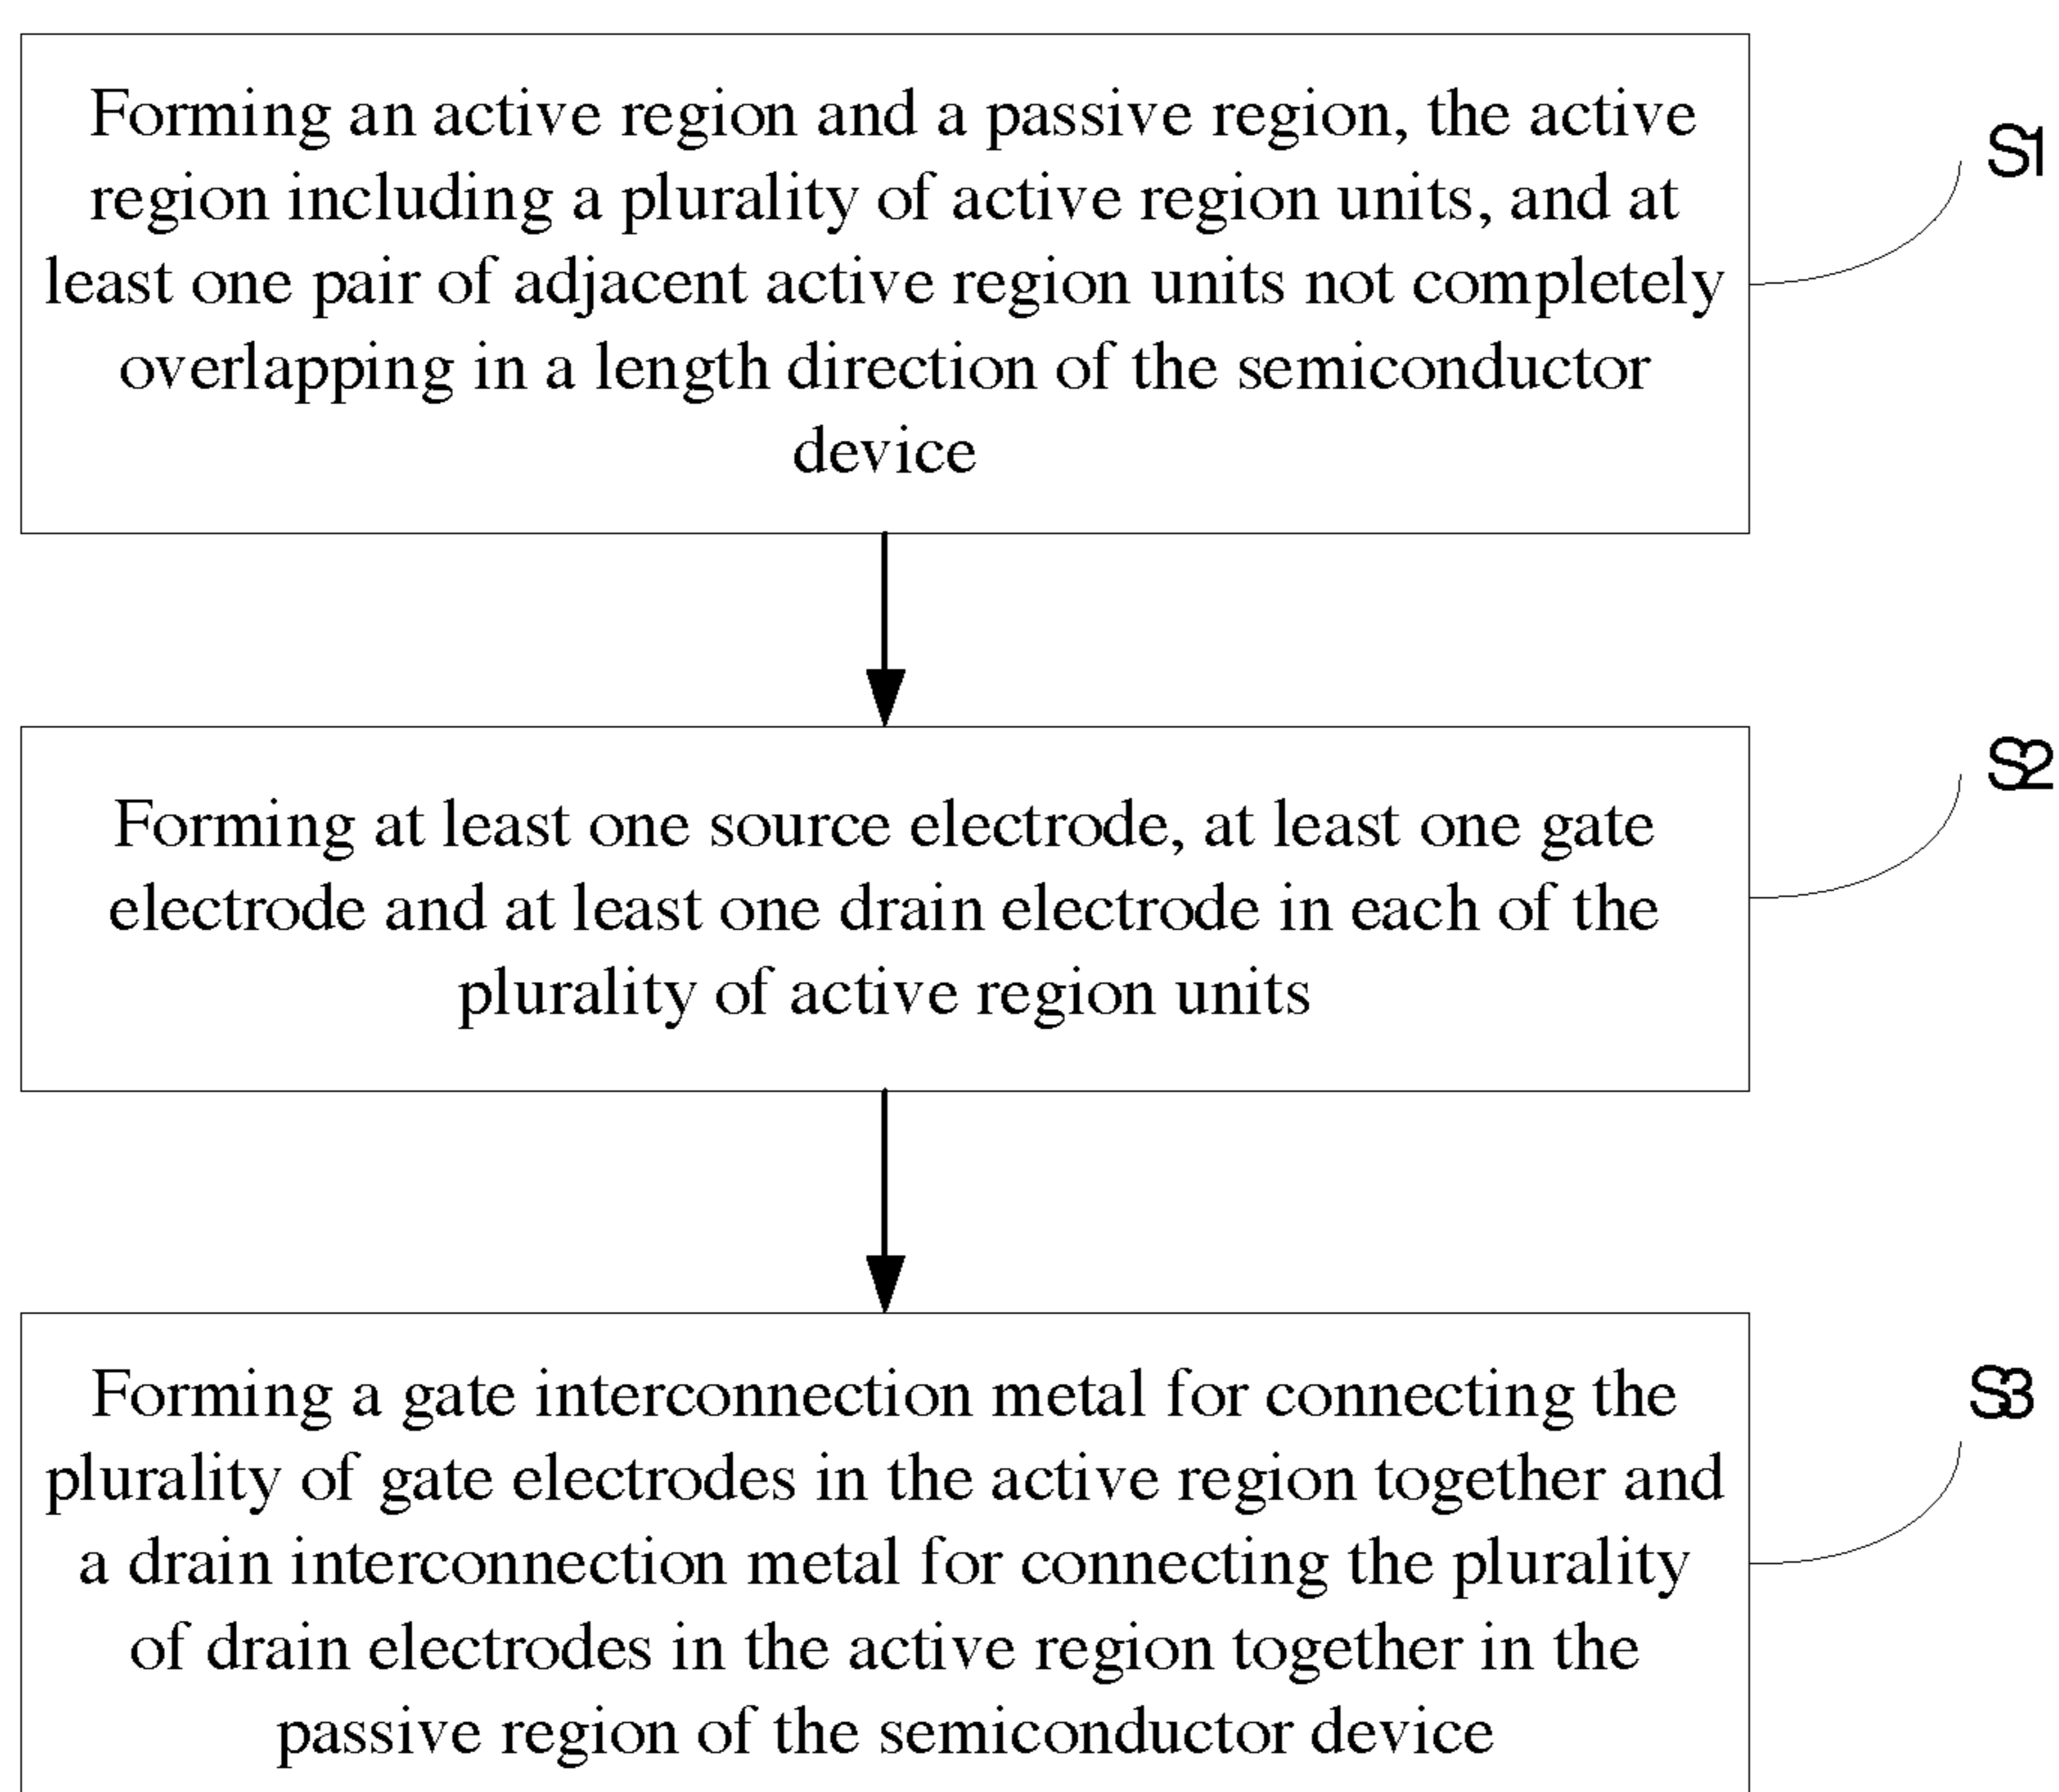 Forming an active region and a passive region, the active
region including a plurality of active region units, and at
least one pair of adjacent active region units not completely
overlapping in a length direction of the semiconductor
device
S1
Forming at least one source electrode, at least one gate
electrode and at least one drain electrode in each of the
plurality of active region units
S2
Forming a gate interconnection metal for connecting the
plurality of gate electrodes in the active region together and
a drain interconnection metal for connecting the plurality
of drain electrodes in the active region together in the
passive region of the semiconductor device
S3